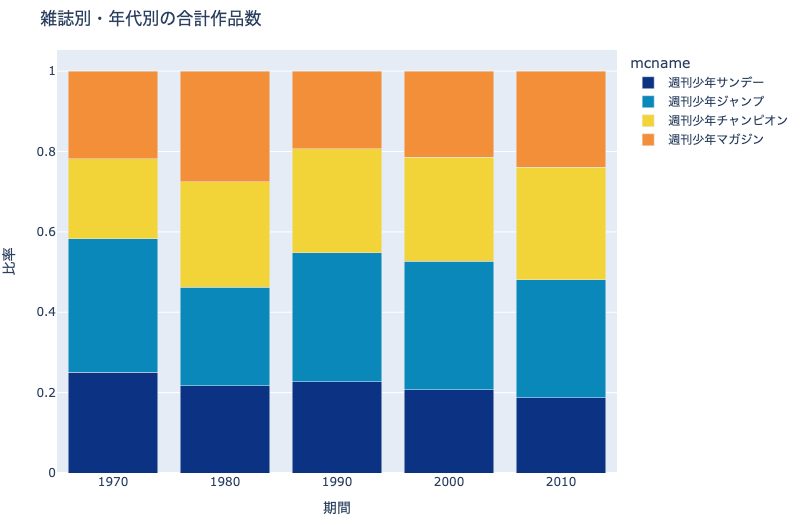 雑誌別・年代別の合計作品数
mcname
週刊少年サンデー
週刊少年ジャンプ
週刊少年チャンピオン
週刊少年マガジン
比率
1
0.8
0.6
0.4
0.2
0
1970 1980 1990 2000 2010
期間